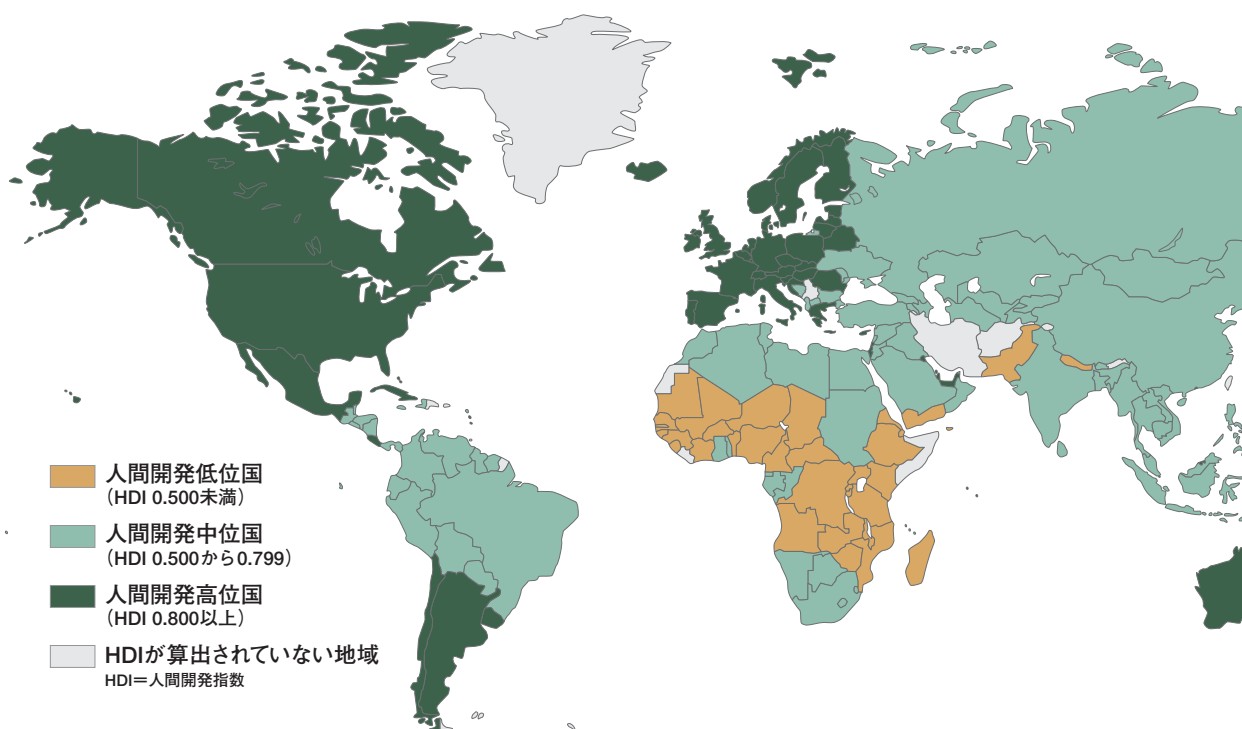 人間開発低位国
（HDI 0.500未満）
人間開発中位国
（HDI 0.500から0.799）
人間開発高位国
（HDI 0.800以上）
HDIが算出されていない地域
HDI＝人間開発指数